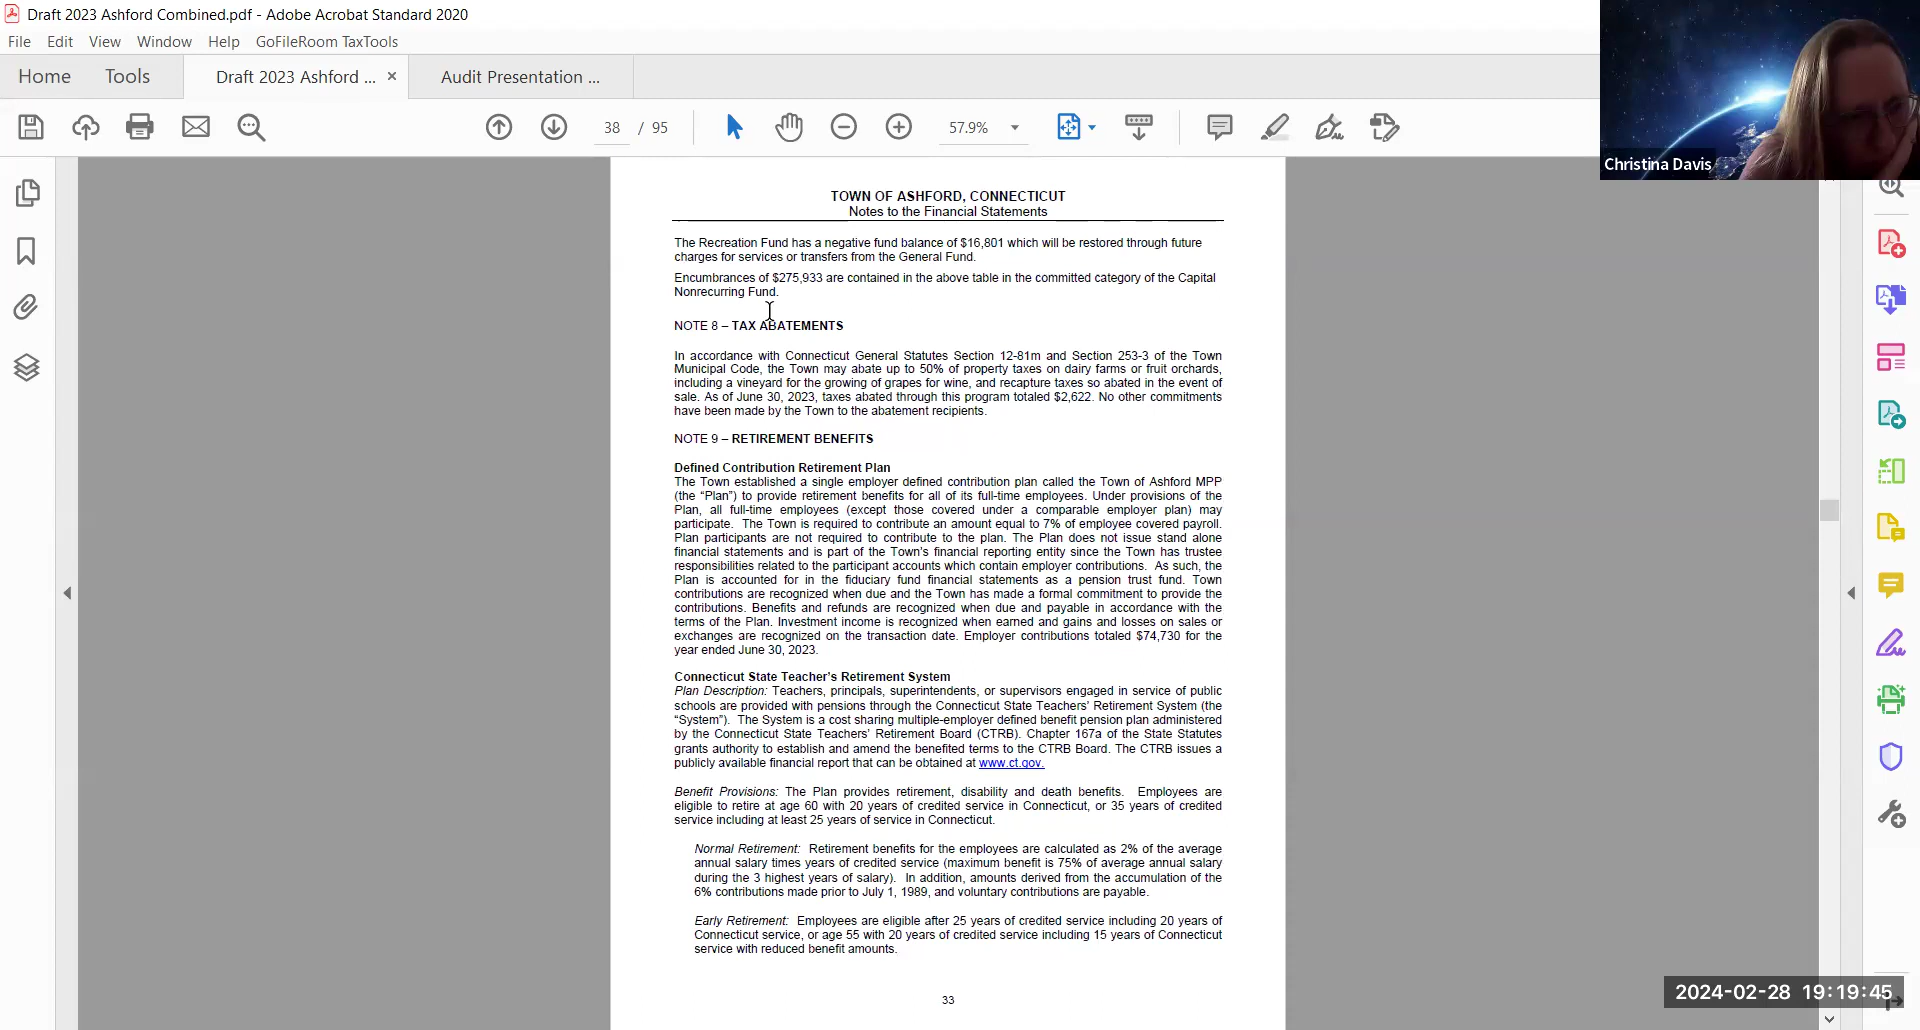 Draft 2023 Ashford Combined.pdf - Adobe Acrobat Standard 2020
File Edit View Window Help GoFileRoom TaxTools
Home Tools Draft 2023 Ashford ... × Audit Presentation ...
38 / 95 57.9%
Christina Davis
TOWN OF ASHFORD, CONNECTICUT
Notes to the Financial Statements
The Recreation Fund has a negative fund balance of $16,801 which will be restored through future
charges for services or transfers from the General Fund.
Encumbrances of $275,933 are contained in the above table in the committed category of the Capital
Nonrecurring Fund.
NOTE 8 – TAX ABATEMENTS
In accordance with Connecticut General Statutes Section 12-81m and Section 253-3 of the Town
Municipal Code, the Town may abate up to 50% of property taxes on dairy farms or fruit orchards,
including a vineyard for the growing of grapes for wine, and recapture taxes so abated in the event of
sale. As of June 30, 2023, taxes abated through this program totaled $2,622. No other commitments
have been made by the Town to the abatement recipients.
NOTE 9 – RETIREMENT BENEFITS
Defined Contribution Retirement Plan
The Town established a single employer defined contribution plan called the Town of Ashford MPP
(the “Plan”) to provide retirement benefits for all of its full-time employees. Under provisions of the
Plan, all full-time employees (except those covered under a comparable employer plan) may
participate. The Town is required to contribute an amount equal to 7% of employee covered payroll.
Plan participants are not required to contribute to the plan. The Plan does not issue stand alone
financial statements and is part of the Town’s financial reporting entity since the Town has trustee
responsibilities related to the participant accounts which contain employer contributions. As such, the
Plan is accounted for in the fiduciary fund financial statements as a pension trust fund. Town
contributions are recognized when due and the Town has made a formal commitment to provide the
contributions. Benefits and refunds are recognized when due and payable in accordance with the
terms of the Plan. Investment income is recognized when earned and gains and losses on sales or
exchanges are recognized on the transaction date. Employer contributions totaled $74,730 for the
year ended June 30, 2023.
Connecticut State Teacher’s Retirement System
Plan Description: Teachers, principals, superintendents, or supervisors engaged in service of public
schools are provided with pensions through the Connecticut State Teachers’ Retirement System (the
“System”). The System is a cost sharing multiple-employer defined benefit pension plan administered
by the Connecticut State Teachers’ Retirement Board (CTRB). Chapter 167a of the State Statutes
grants authority to establish and amend the benefited terms to the CTRB Board. The CTRB issues a
publicly available financial report that can be obtained at www.ct.gov.
Benefit Provisions: The Plan provides retirement, disability and death benefits. Employees are
eligible to retire at age 60 with 20 years of credited service in Connecticut, or 35 years of credited
service including at least 25 years of service in Connecticut.
Normal Retirement: Retirement benefits for the employees are calculated as 2% of the average
annual salary times years of credited service (maximum benefit is 75% of average annual salary
during the 3 highest years of salary). In addition, amounts derived from the accumulation of the
6% contributions made prior to July 1, 1989, and voluntary contributions are payable.
Early Retirement: Employees are eligible after 25 years of credited service including 20 years of
Connecticut service, or age 55 with 20 years of credited service including 15 years of Connecticut
service with reduced benefit amounts.
33
2024-02-28 19:19:45